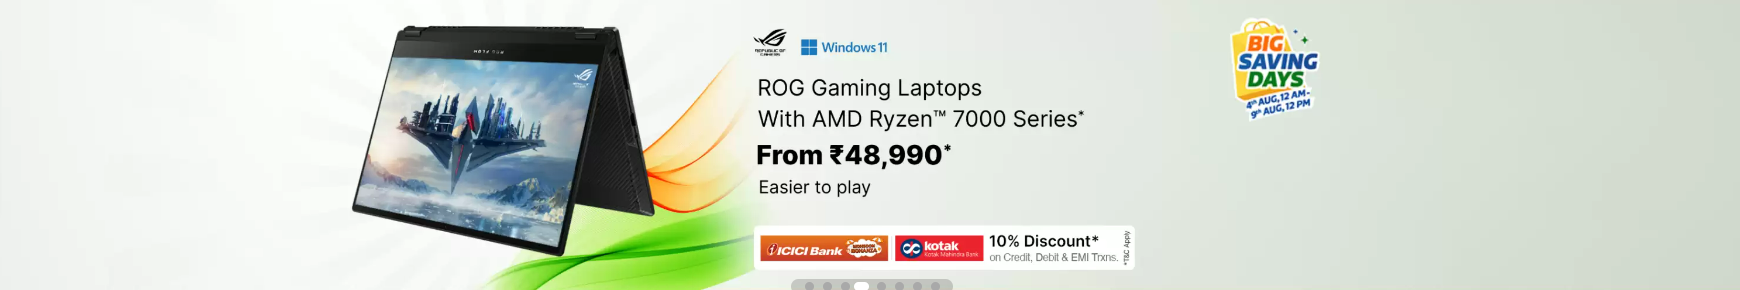 REPUBLIC OF
GAMERS
Windows 11
ROG Gaming Laptops
With AMD Ryzen™ 7000 Series*
From ₹48,990*
Easier to play
ICICI Bank
kotak
Kotak Mahindra Bank
10% Discount*
on Credit, Debit & EMI Trxns.
*T&C Apply
BIG
SAVING
DAYS
4th AUG, 12 AM-
9th AUG, 12 PM